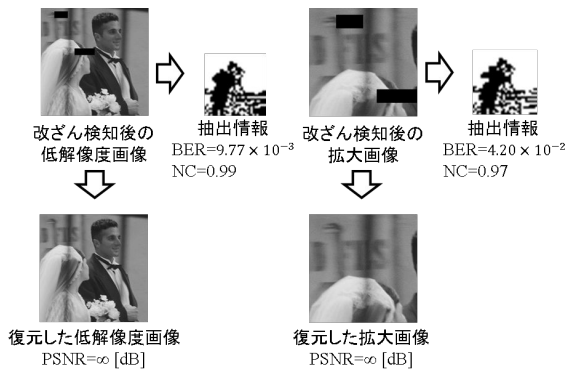 改ざん検知後の
低解像度画像
抽出情報
BER=9.77 × 10⁻³
NC=0.99
改ざん検知後の
拡大画像
抽出情報
BER=4.20 × 10⁻²
NC=0.97
復元した低解像度画像
PSNR=∞ [dB]
復元した拡大画像
PSNR=∞ [dB]